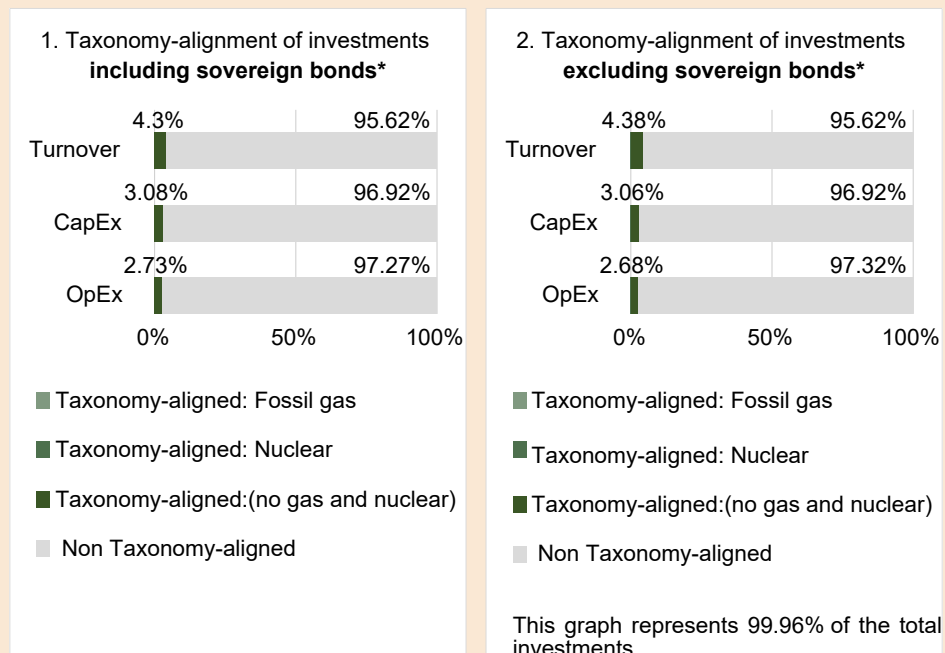 1. Taxonomy-alignment of investments
including sovereign bonds*
4.3% 95.62%
Turnover
3.08% 96.92%
CapEx
2.73% 97.27%
OpEx
0% 50% 100%
Taxonomy-aligned: Fossil gas
Taxonomy-aligned: Nuclear
Taxonomy-aligned:(no gas and nuclear)
Non Taxonomy-aligned
2. Taxonomy-alignment of investments
excluding sovereign bonds*
4.38% 95.62%
Turnover
3.06% 96.92%
CapEx
2.68% 97.32%
OpEx
0% 50% 100%
Taxonomy-aligned: Fossil gas
Taxonomy-aligned: Nuclear
Taxonomy-aligned:(no gas and nuclear)
Non Taxonomy-aligned
This graph represents 99.96% of the total
investments